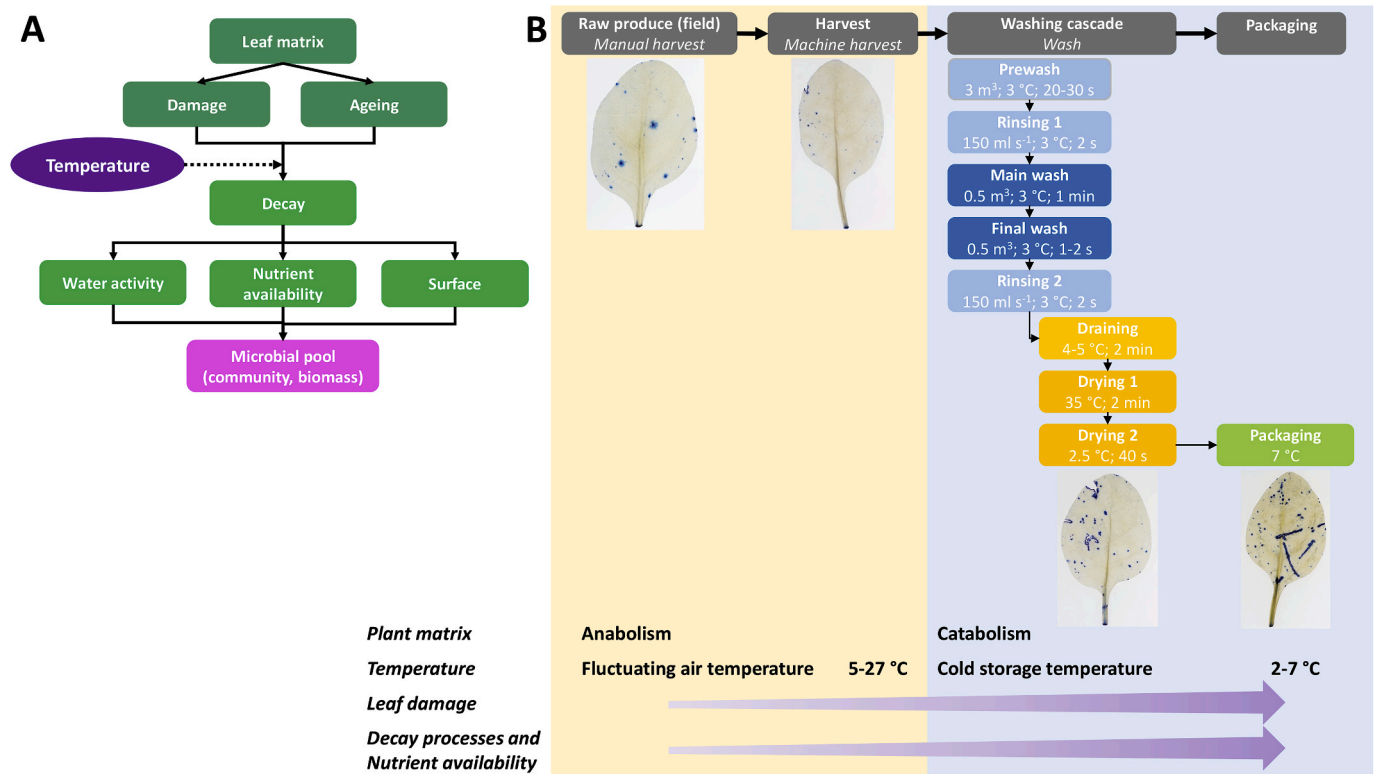 A
Leaf matrix
Damage
Ageing
Temperature
Decay
Water activity
Nutrient
availability
Surface
Microbial pool
(community, biomass)
B
Raw produce (field)
Manual harvest
Harvest
Machine harvest
Washing cascade
Wash
Packaging
Prewash
3 m³; 3 °C; 20-30 s
Rinsing 1
150 ml s⁻¹; 3 °C; 2 s
Main wash
0.5 m³; 3 °C; 1 min
Final wash
0.5 m³; 3 °C; 1-2 s
Rinsing 2
150 ml s⁻¹; 3 °C; 2 s
Draining
4-5 °C; 2 min
Drying 1
35 °C; 2 min
Drying 2
2.5 °C; 40 s
Packaging
7 °C
Plant matrix
Anabolism
Catabolism
Temperature
Fluctuating air temperature
5-27 °C
Cold storage temperature
2-7 °C
Leaf damage
Decay processes and
Nutrient availability